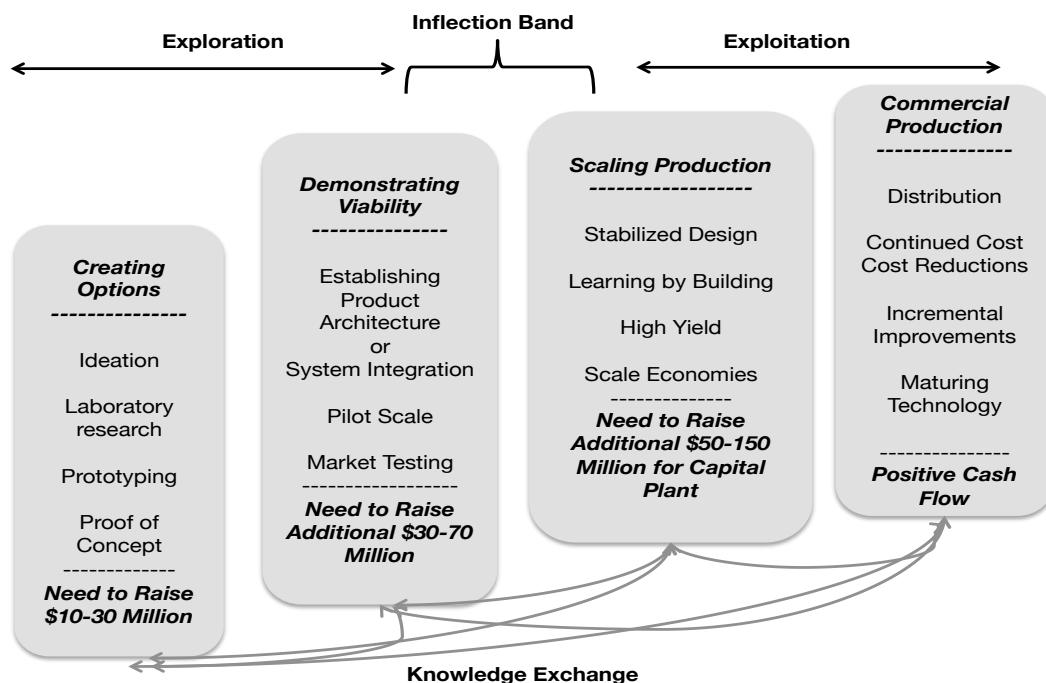 Inflection Band
Exploration
Exploitation
Creating
Options
---------------
Ideation
Laboratory
research
Prototyping
Proof of
Concept
------------
Need to Raise
$10-30 Million
Demonstrating
Viability
---------------
Establishing
Product
Architecture
or
System Integration
Pilot Scale
Market Testing
-----------------
Need to Raise
Additional $30-70
Million
Scaling Production
------------------
Stabilized Design
Learning by Building
High Yield
Scale Economies
-------------
Need to Raise
Additional $50-150
Million for Capital
Plant
Commercial
Production
---------------
Distribution
Continued Cost
Cost Reductions
Incremental
Improvements
Maturing
Technology
--------------
Positive Cash
Flow
Knowledge Exchange